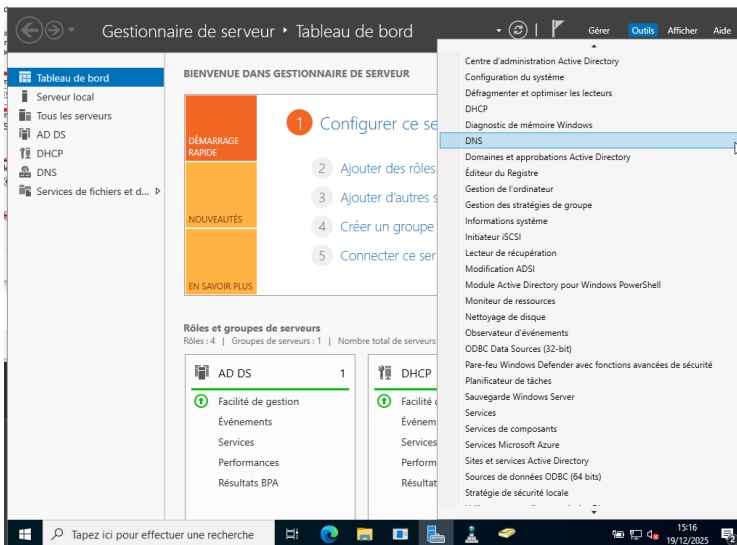 Gestionnaire de serveur • Tableau de bord
Gérer Outils Afficher Aide
Tableau de bord
Serveur local
Tous les serveurs
AD DS
DHCP
DNS
Services de fichiers et d...
BIENVENUE DANS GESTIONNAIRE DE SERVEUR
DÉMARRAGE
RAPIDE
NOUVEAUTÉS
EN SAVOIR PLUS
1 Configurer ce se
2 Ajouter des rôles
3 Ajouter d'autres s
4 Créer un groupe
5 Connecter ce ser
Rôles et groupes de serveurs
Rôles : 4 | Groupes de serveurs : 1 | Nombre total de serveurs
AD DS 1
Facilité de gestion
Événements
Services
Performances
Résultats BPA
DHCP
Facilité
Événem
Services
Perform
Résultat
Centre d'administration Active Directory
Configuration du système
Défragmenter et optimiser les lecteurs
DHCP
Diagnostic de mémoire Windows
DNS
Domaines et approbations Active Directory
Éditeur du Registre
Gestion de l'ordinateur
Gestion des stratégies de groupe
Informations système
Initiateur iSCSI
Lecteur de récupération
Modification ADSI
Module Active Directory pour Windows PowerShell
Moniteur de ressources
Nettoyage de disque
Observateur d'événements
ODBC Data Sources (32-bit)
Pare-feu Windows Defender avec fonctions avancées de sécurité
Planificateur de tâches
Sauvegarde Windows Server
Services
Services de composants
Services Microsoft Azure
Sites et services Active Directory
Sources de données ODBC (64 bits)
Stratégie de sécurité locale
Tapez ici pour effectuer une recherche
15:16
19/12/2025
2